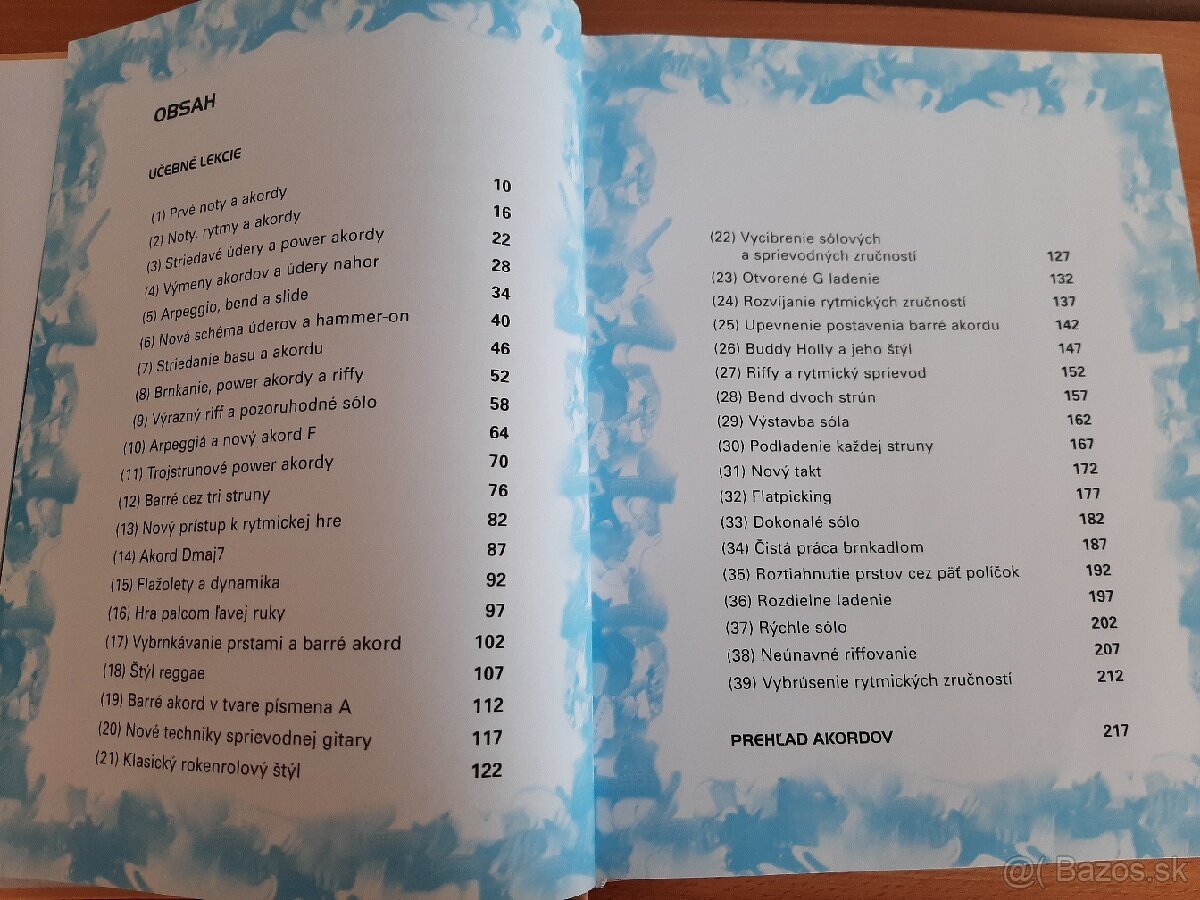 OBSAH
UČEBNÉ LEKCIE
(1) Prvé noty a akordy 10
(2) Noty, rytmy a akordy 16
(3) Striedavé údery a power akordy 22
(4) Výmeny akordov a údery nahor 28
(5) Arpeggio, bend a slide 34
(6) Nová schéma úderov a hammer-on 40
(7) Striedanie basu a akordu 46
(8) Brnkanie, power akordy a riffy 52
(9) Výrazný riff a pozoruhodné sólo 58
(10) Arpeggiá a nový akord F 64
(11) Trojstrunové power akordy 70
(12) Barré cez tri struny 76
(13) Nový prístup k rytmickej hre 82
(14) Akord Dmaj7 87
(15) Flažolety a dynamika 92
(16) Hra palcom ľavej ruky 97
(17) Vybrnkávanie prstami a barré akord 102
(18) Štýl reggae 107
(19) Barré akord v tvare písmena A 112
(20) Nové techniky sprievodnej gitary 117
(21) Klasický rokenrolový štýl 122
(22) Vycibrenie sólových
a sprievodných zručností 127
(23) Otvorené G ladenie 132
(24) Rozvíjanie rytmických zručností 137
(25) Upevnenie postavenia barré akordu 142
(26) Buddy Holly a jeho štýl 147
(27) Riffy a rytmický sprievod 152
(28) Bend dvoch strún 157
(29) Výstavba sóla 162
(30) Podladenie každej struny 167
(31) Nový takt 172
(32) Flatpicking 177
(33) Dokonalé sólo 182
(34) Čistá práca brnkadlom 187
(35) Roztiahnutie prstov cez päť políčok 192
(36) Rozdielne ladenie 197
(37) Rýchle sólo 202
(38) Neúnavné riffovanie 207
(39) Vybrúsenie rytmických zručností 212
PREHĽAD AKORDOV 217
Bazos.sk